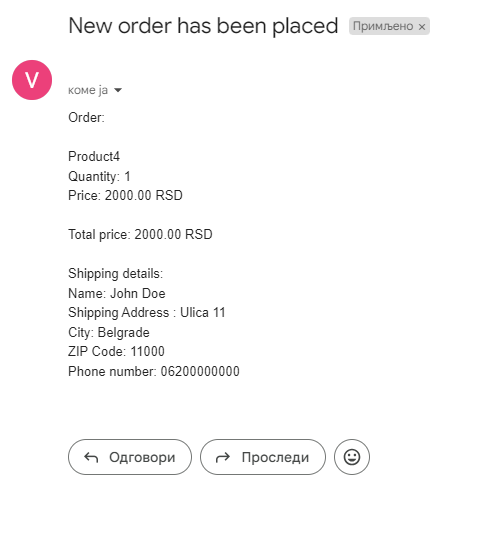 New order has been placed Примљено ×
V
коме ја
Order:
Product4
Quantity: 1
Price: 2000.00 RSD
Total price: 2000.00 RSD
Shipping details:
Name: John Doe
Shipping Address : Ulica 11
City: Belgrade
ZIP Code: 11000
Phone number: 06200000000
Одговори Проследи